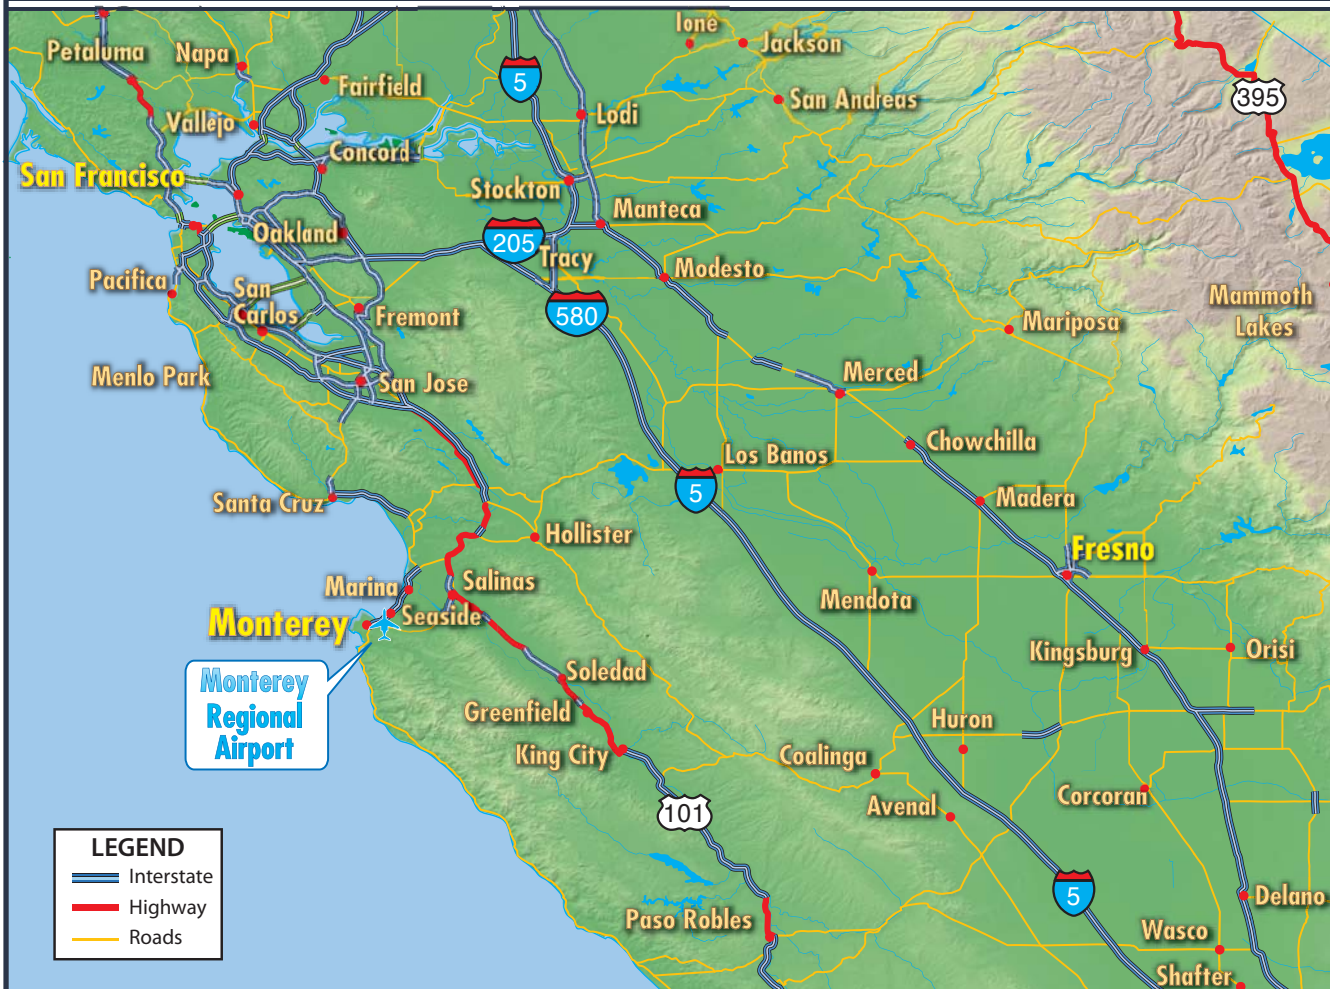 Ione
Jackson
Petaluma
Napa
5
Fairfield
395
San Andreas
Lodi
Vallejo
Concord
San Francisco
Stockton
Manteca
Oakland
205
Tracy
Modesto
Pacifica
San
Carlos
Mammoth
Lakes
580
Fremont
Mariposa
Menlo Park
San Jose
Merced
Chowchilla
Los Banos
5
Madera
Santa Cruz
Hollister
Fresno
Marina
Salinas
Mendota
Monterey
Seaside
Kingsburg
Orisi
Soledad
Monterey
Regional
Airport
Greenfield
Huron
King City
Coalinga
Corcoran
Avenal
101
LEGEND
Interstate
Highway
Roads
5
Delano
Paso Robles
Wasco
Shafter